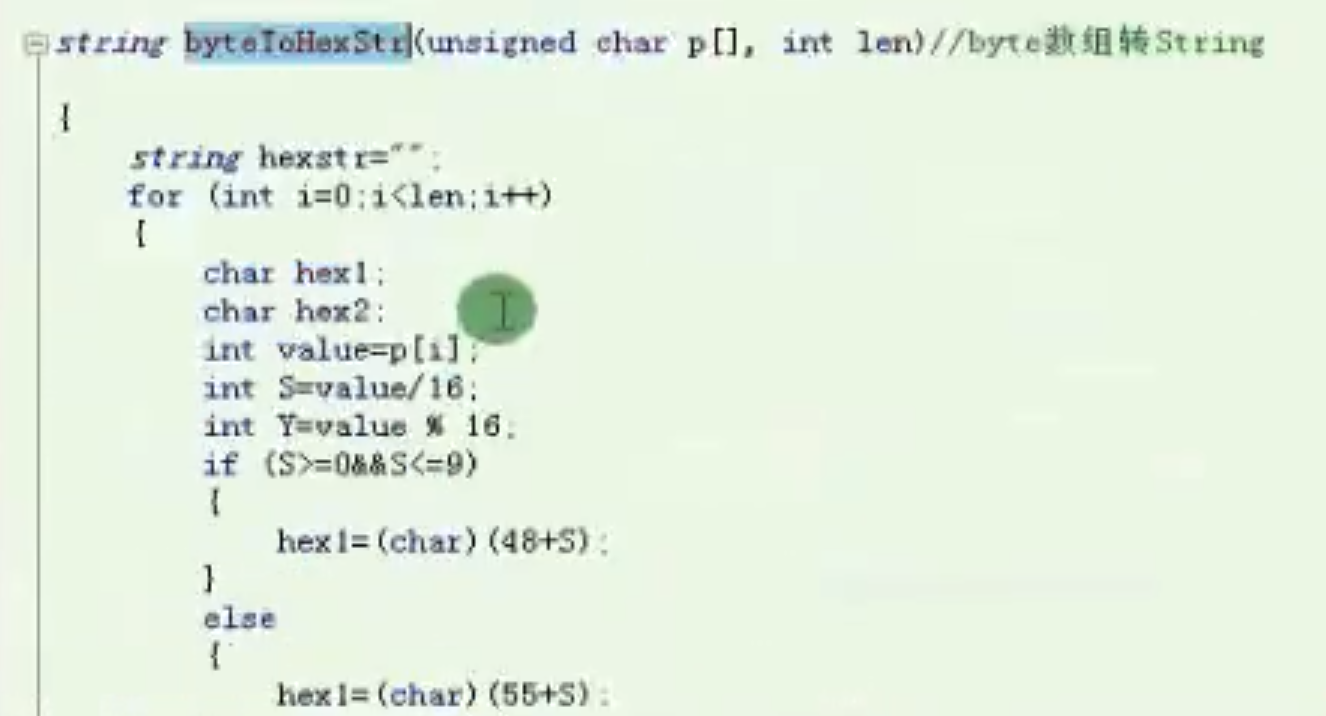 string byteToHexStr(unsigned char p[], int len)//byte数组转String
{
string hexstr="";
for (int i=0;i<len;i++)
{
char hex1;
char hex2;
int value=p[i];
int S=value/16;
int Y=value % 16;
if (S>=0&&S<=9)
{
hex1=(char)(48+S);
}
else
{
hex1=(char)(55+S);